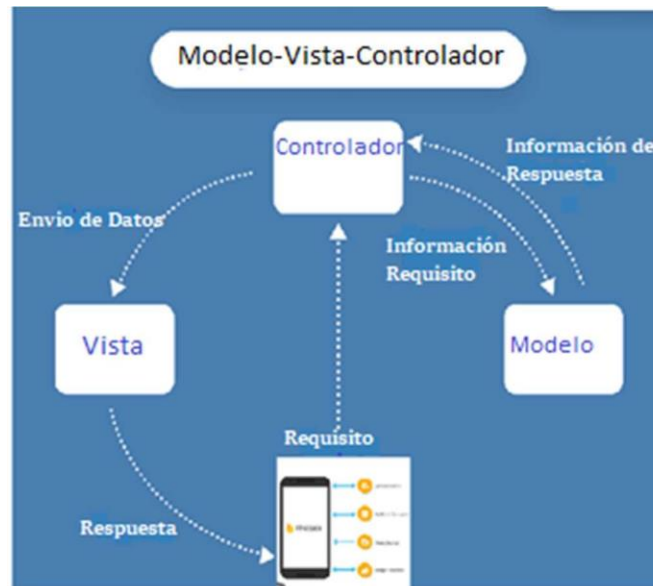 Modelo-Vista-Controlador
Controlador
Información de
Respuesta
Envio de Datos
Información
Requisito
Vista
Modelo
Requisito
Respuesta